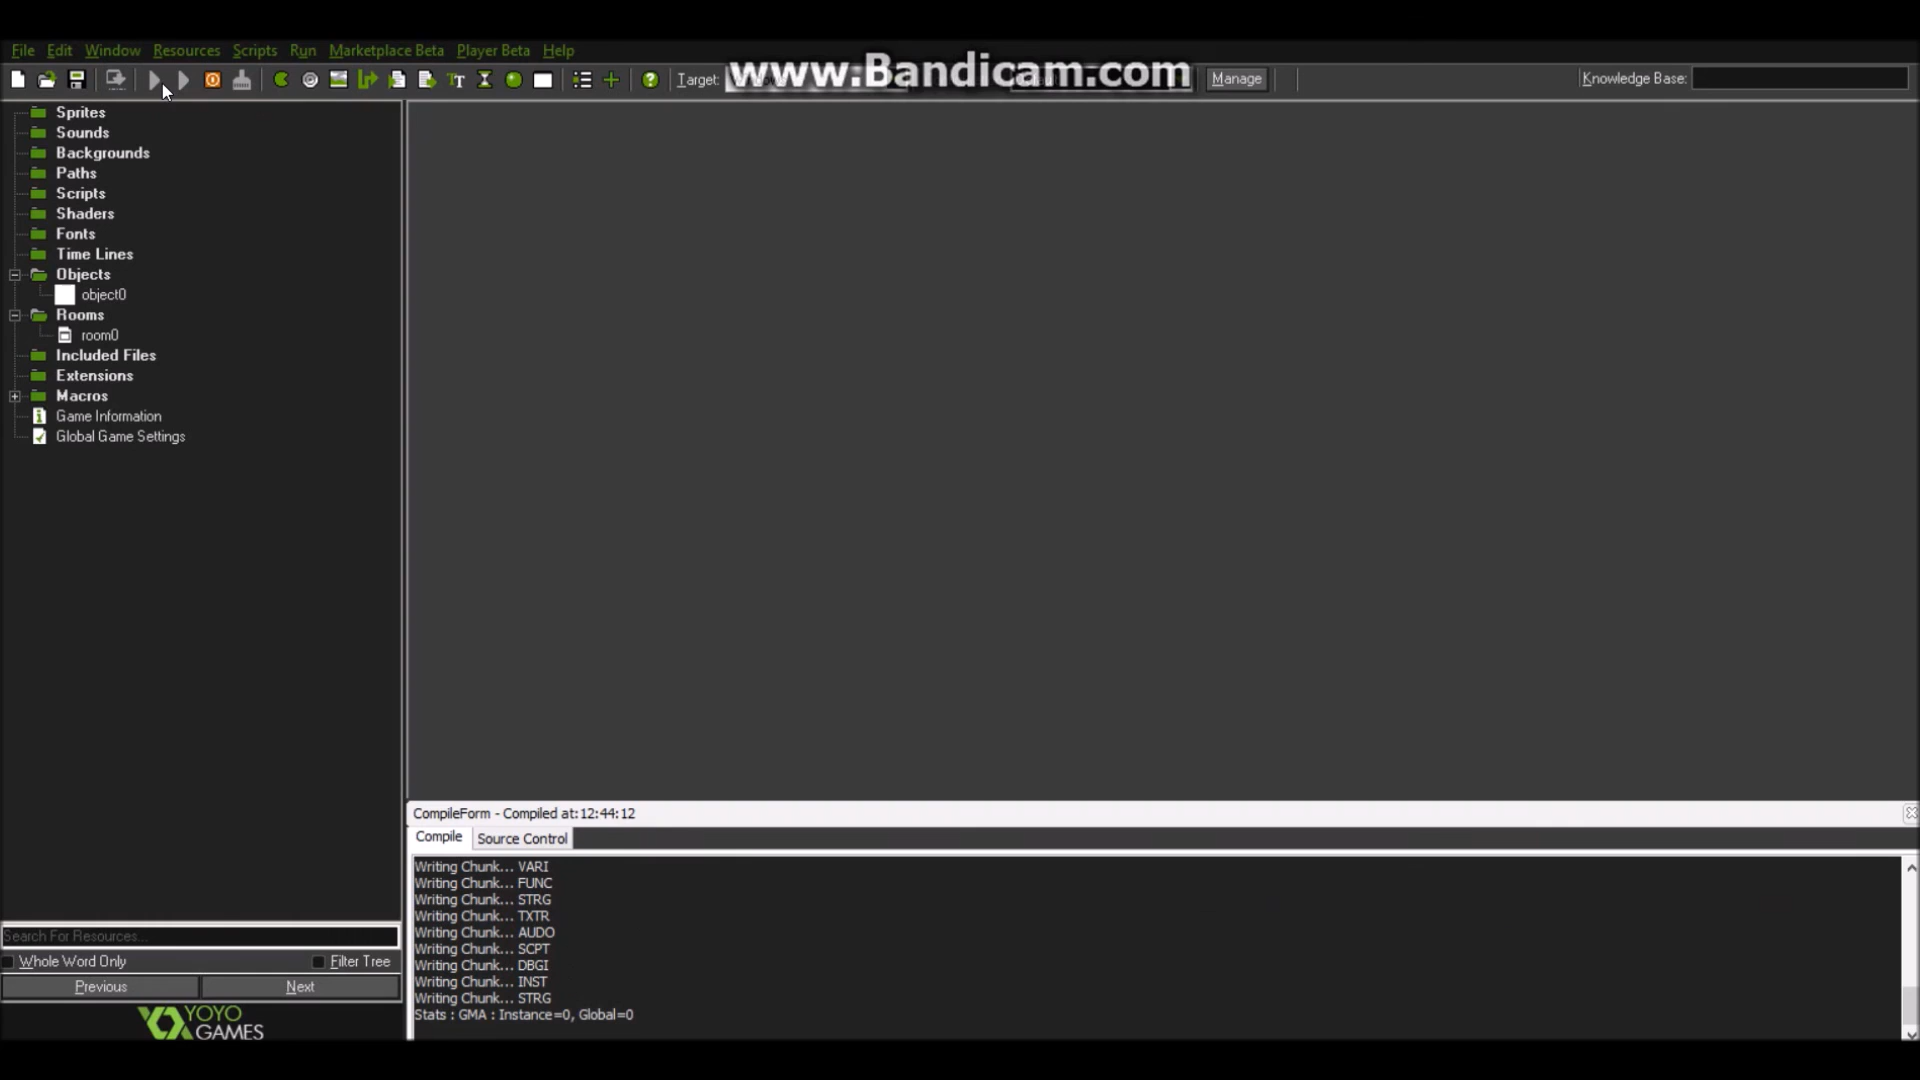 File Edit Window Resources Scripts Run Marketplace Beta Player Beta Help
www.Bandicam.com
Target: Manage Knowledge Base:
Sprites
Sounds
Backgrounds
Paths
Scripts
Shaders
Fonts
Time Lines
Objects
object0
Rooms
room0
Included Files
Extensions
Macros
Game Information
Global Game Settings
CompileForm - Compiled at:12:44:12
Compile Source Control
Writing Chunk... VARI
Writing Chunk... FUNC
Writing Chunk... STRG
Writing Chunk... TXTR
Writing Chunk... AUDO
Writing Chunk... SCPT
Writing Chunk... DBGI
Writing Chunk... INST
Writing Chunk... STRG
Stats : GMA : Instance=0, Global=0
Search For Resources...
Whole Word Only Filter Tree
Previous Next
YOYO
GAMES